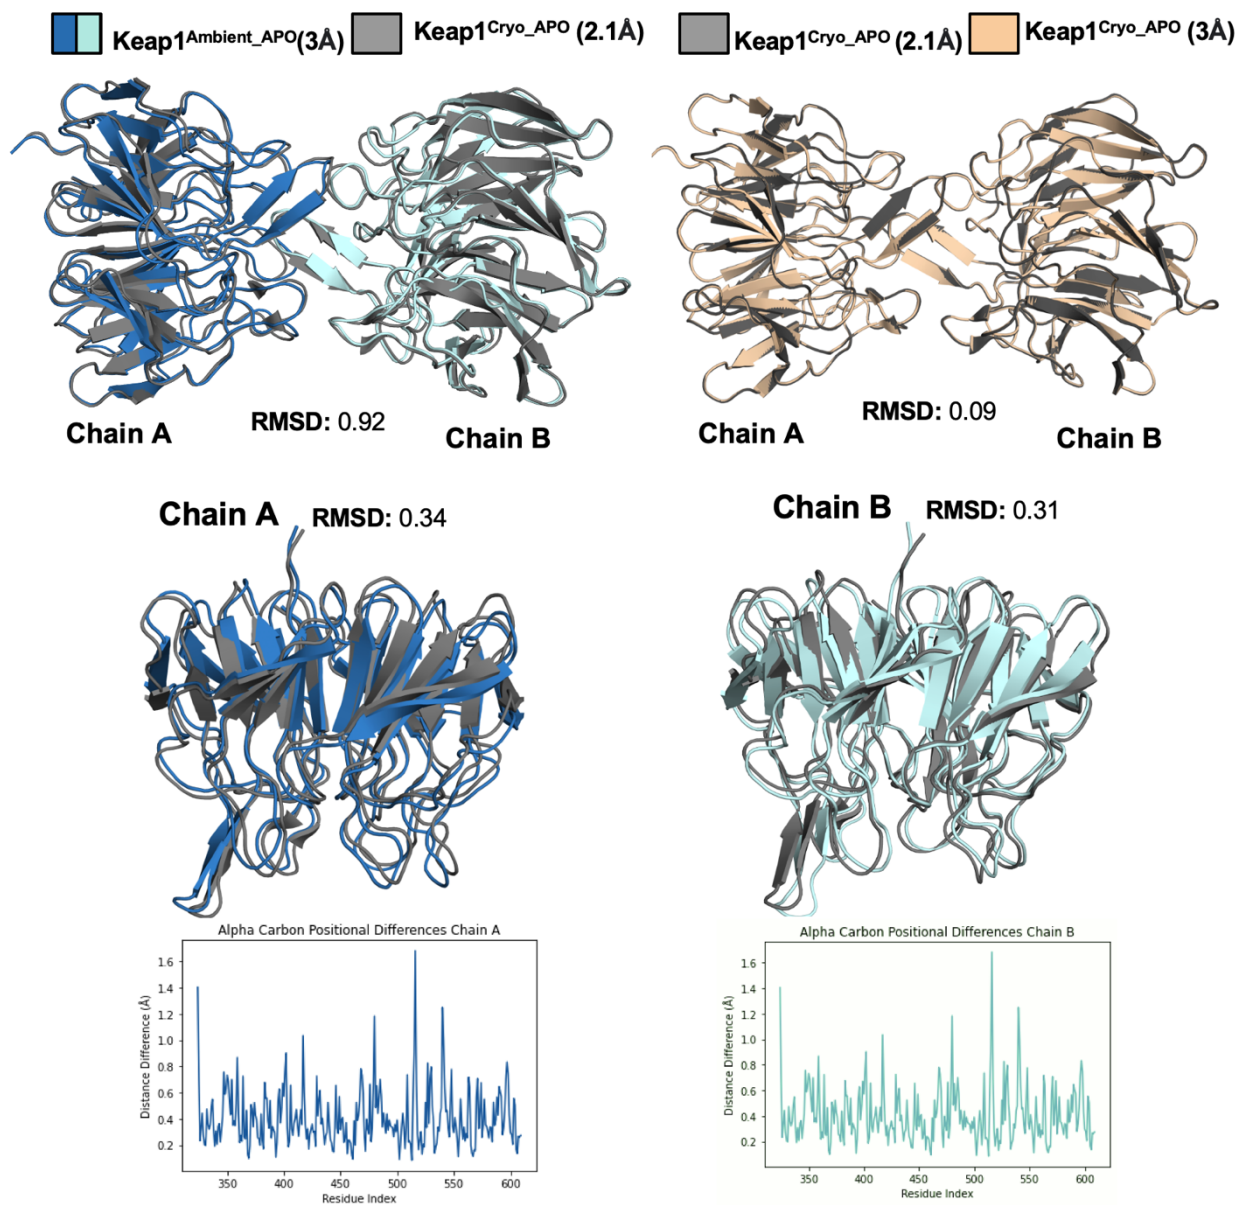 Keap1Ambient_APO(3Å)
Keap1Cryo_APO (2.1Å)
Keap1Cryo_APO (2.1Å)
Keap1Cryo_APO (3Å)
RMSD: 0.92
Chain A
Chain B
RMSD: 0.09
Chain A
Chain B
Chain A RMSD: 0.34
Chain B RMSD: 0.31
Alpha Carbon Positional Differences Chain A
Distance Difference (Å)
1.6
1.4
1.2
1.0
0.8
0.6
0.4
0.2
350 400 450 500 550 600
Residue Index
Alpha Carbon Positional Differences Chain B
Distance Difference (Å)
1.6
1.4
1.2
1.0
0.8
0.6
0.4
0.2
350 400 450 500 550 600
Residue Index